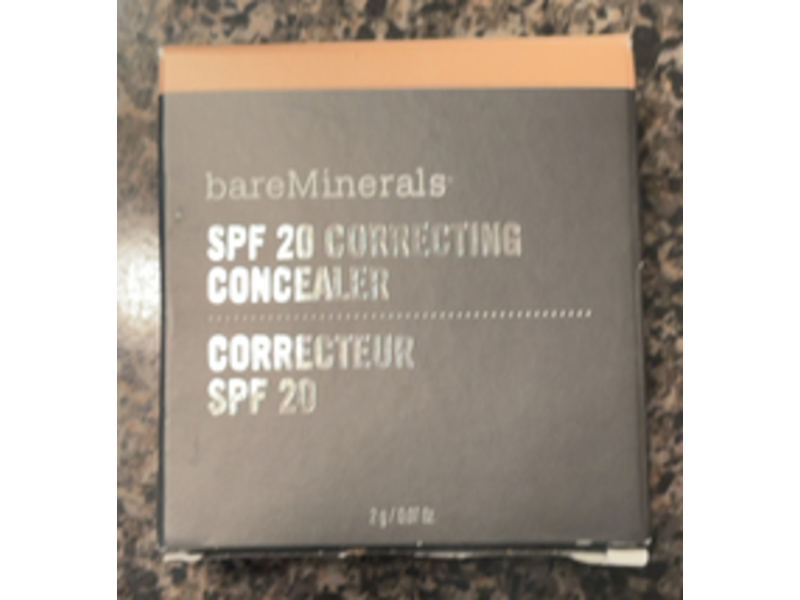 bareMinerals
SPF 20 CORRECTING
CONCEALER
CORRECTEUR
SPF 20
2 g / 0.07 Oz.